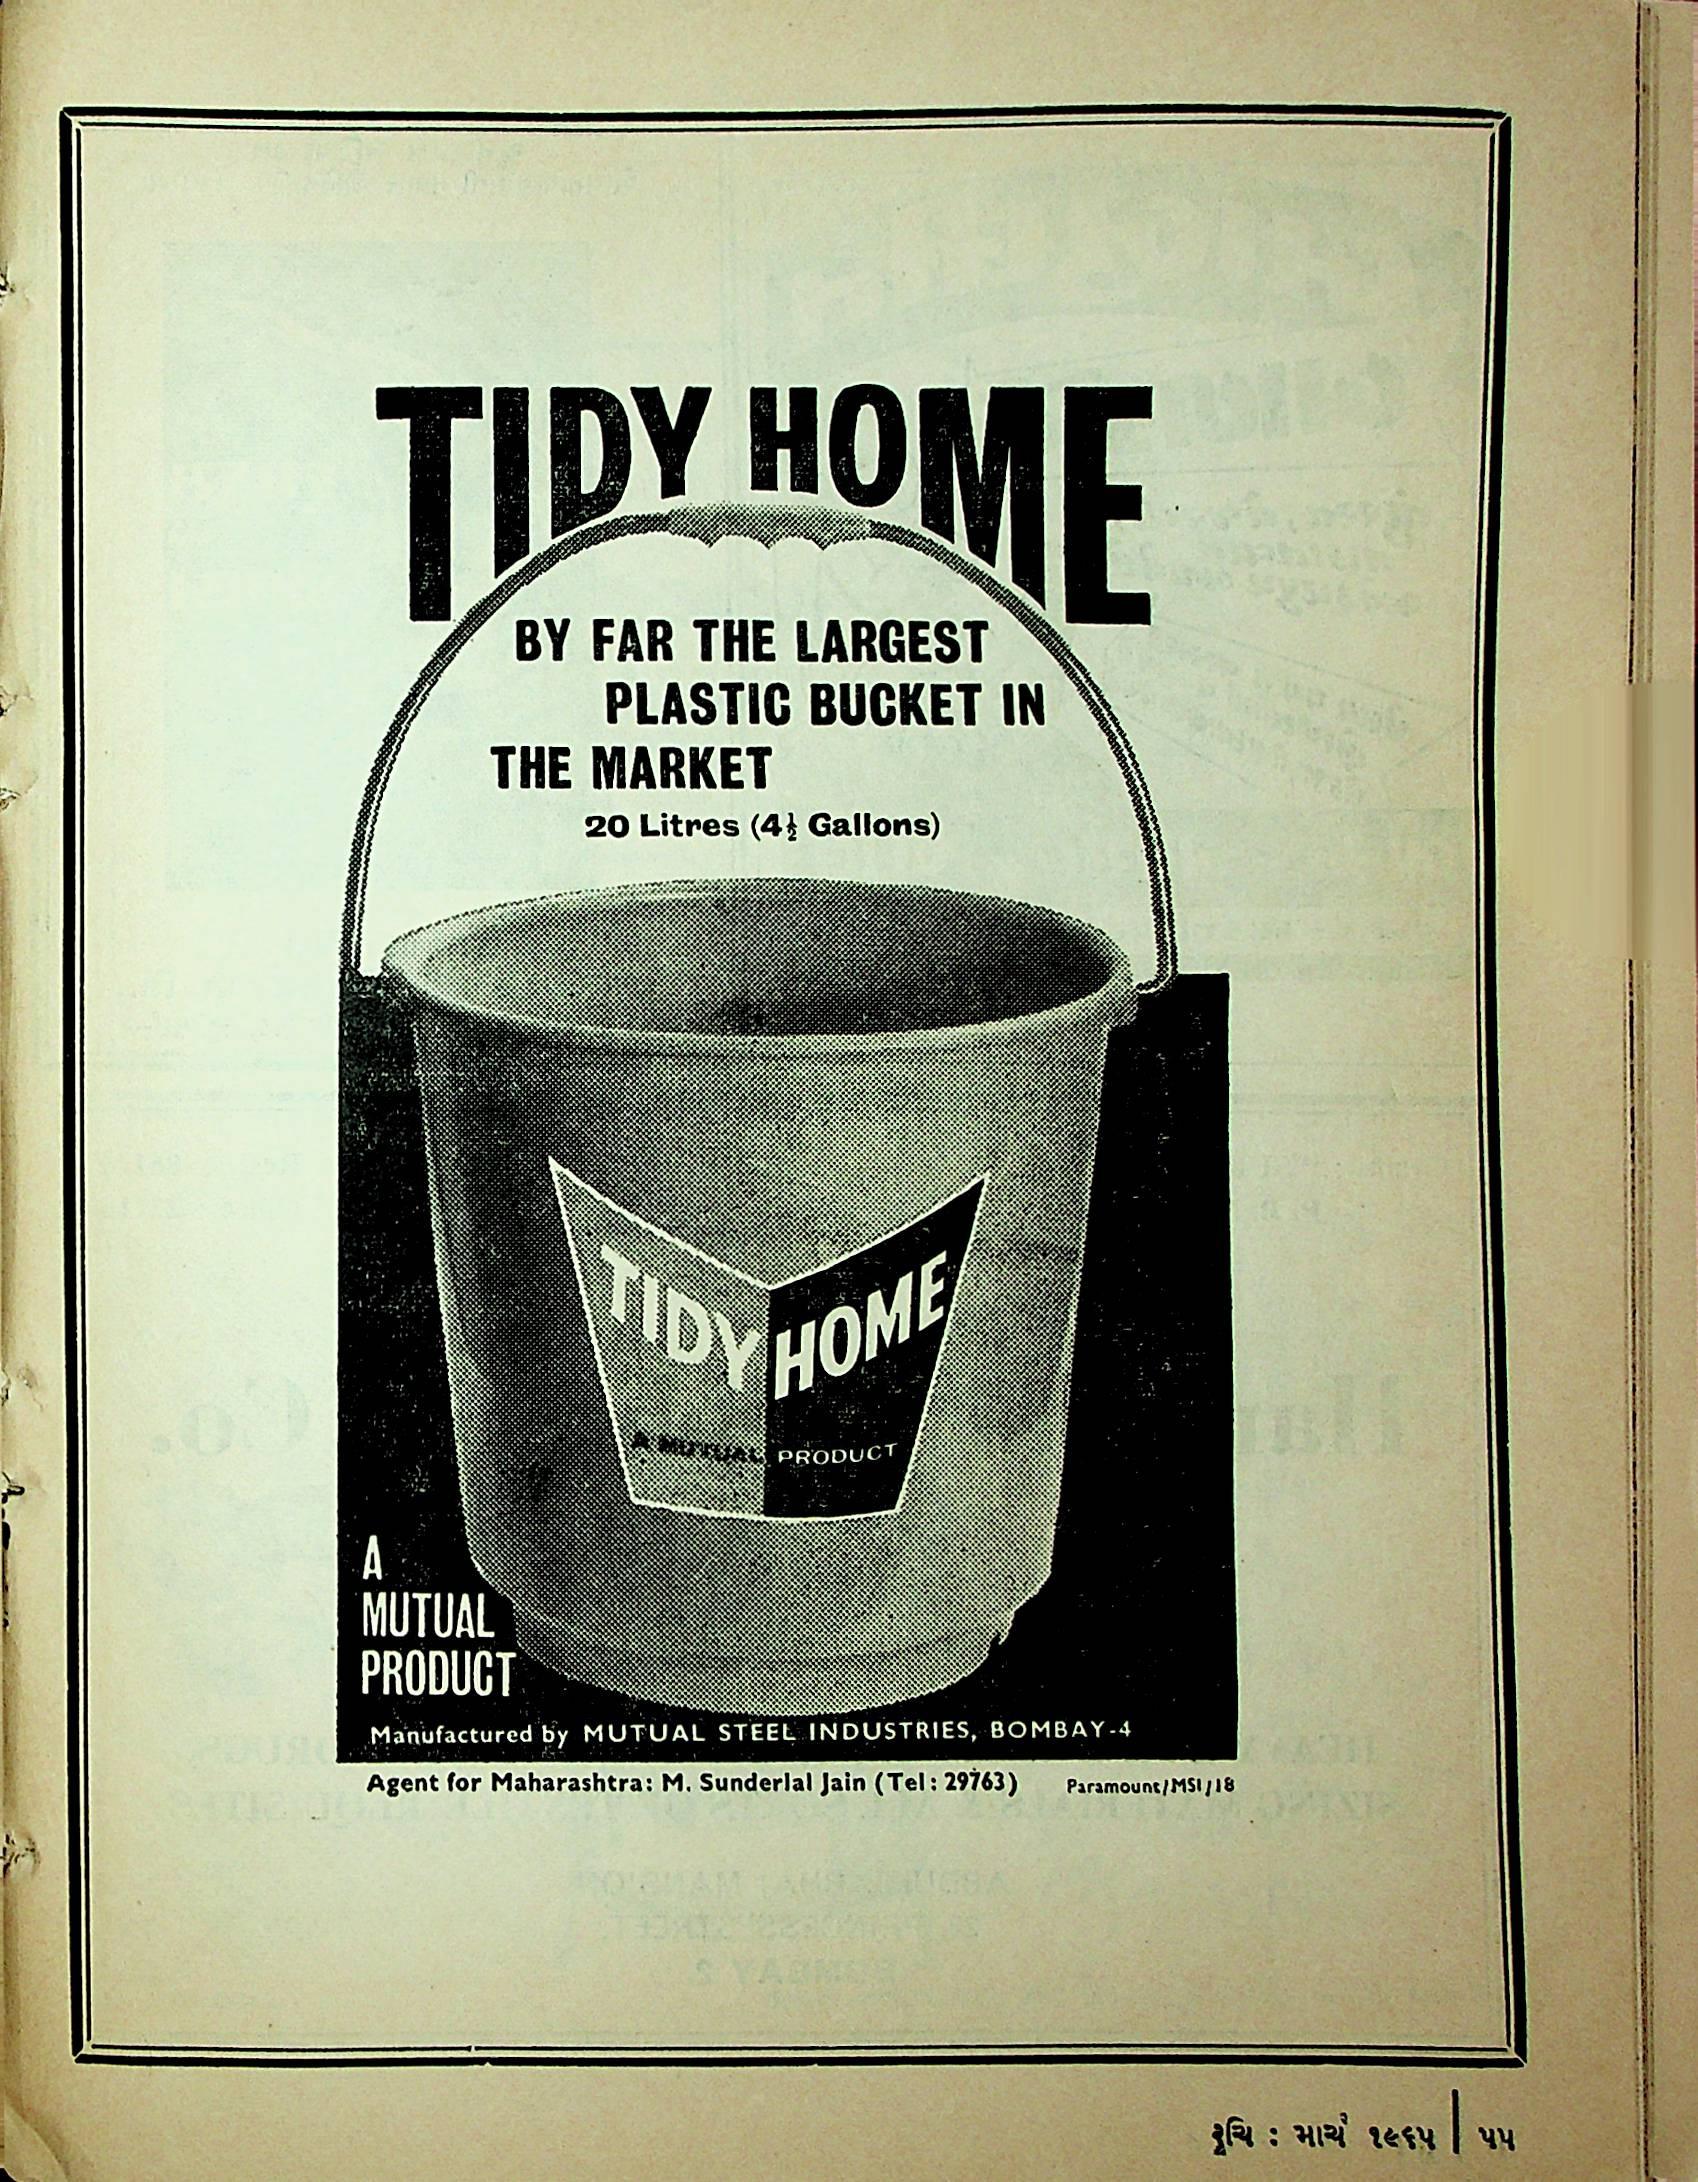 TIDY HOME
BY FAR THE LARGEST
PLASTIC BUCKET IN
THE MARKET
20 Litres (4½ Gallons)
TIDY HOME
A MUTUAL PRODUCT
A
MUTUAL
PRODUCT
Manufactured by MUTUAL STEEL INDUSTRIES, BOMBAY-4
Agent for Maharashtra: M. Sunderlal Jain (Tel: 29763) Paramount/MSI/18
રૂચિ : માર્ચ ૧૯૬૫ | ૫૫